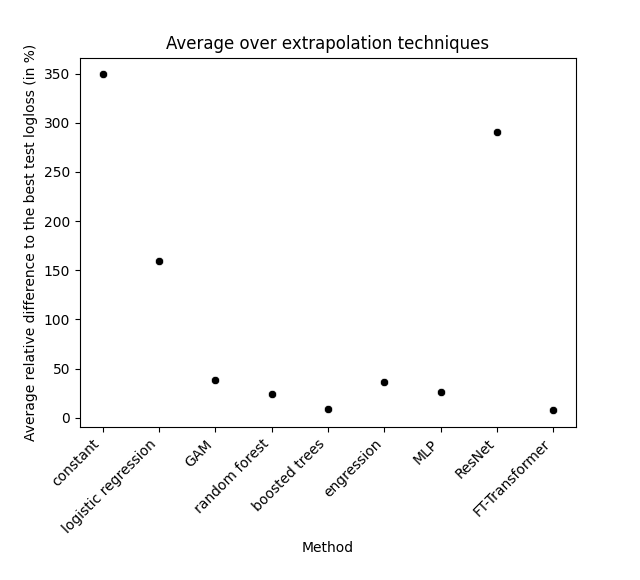 Average over extrapolation techniques
Average relative difference to the best test logloss (in %)
350
300
250
200
150
100
50
0
constant
logistic regression
GAM
random forest
boosted trees
engression
MLP
ResNet
FT-Transformer
Method